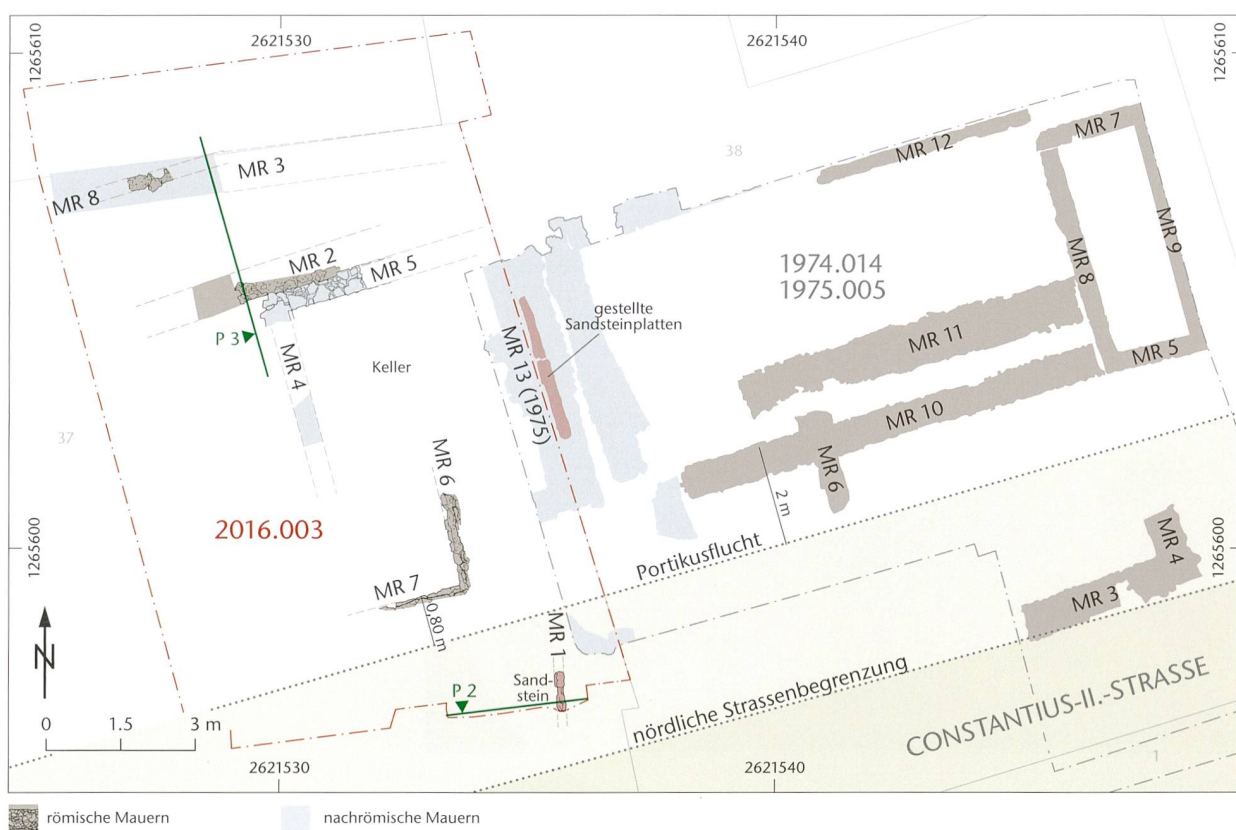 2621530
2621540
1265610
1265610
MR 7
MR 12
38
MR 3
MR 8
MR 9
MR 2
MR 5
MR 8
1974.014
1975.005
gestellte
Sandsteinplatten
MR 11
P 3
MR 4
Keller
MR 13 (1975)
MR 5
MR 10
37
MR 6
MR 6
2 m
2016.003
Portikusflucht
1265600
1265600
MR 4
MR 3
MR 7
0,80 m
MR 1
Sand-
stein
P 2
nördliche Strassenbegrenzung
CONSTANTIUS-II.-STRASSE
1
N
0 1.5 3 m
2621530
2621540
römische Mauern
nachrömische Mauern